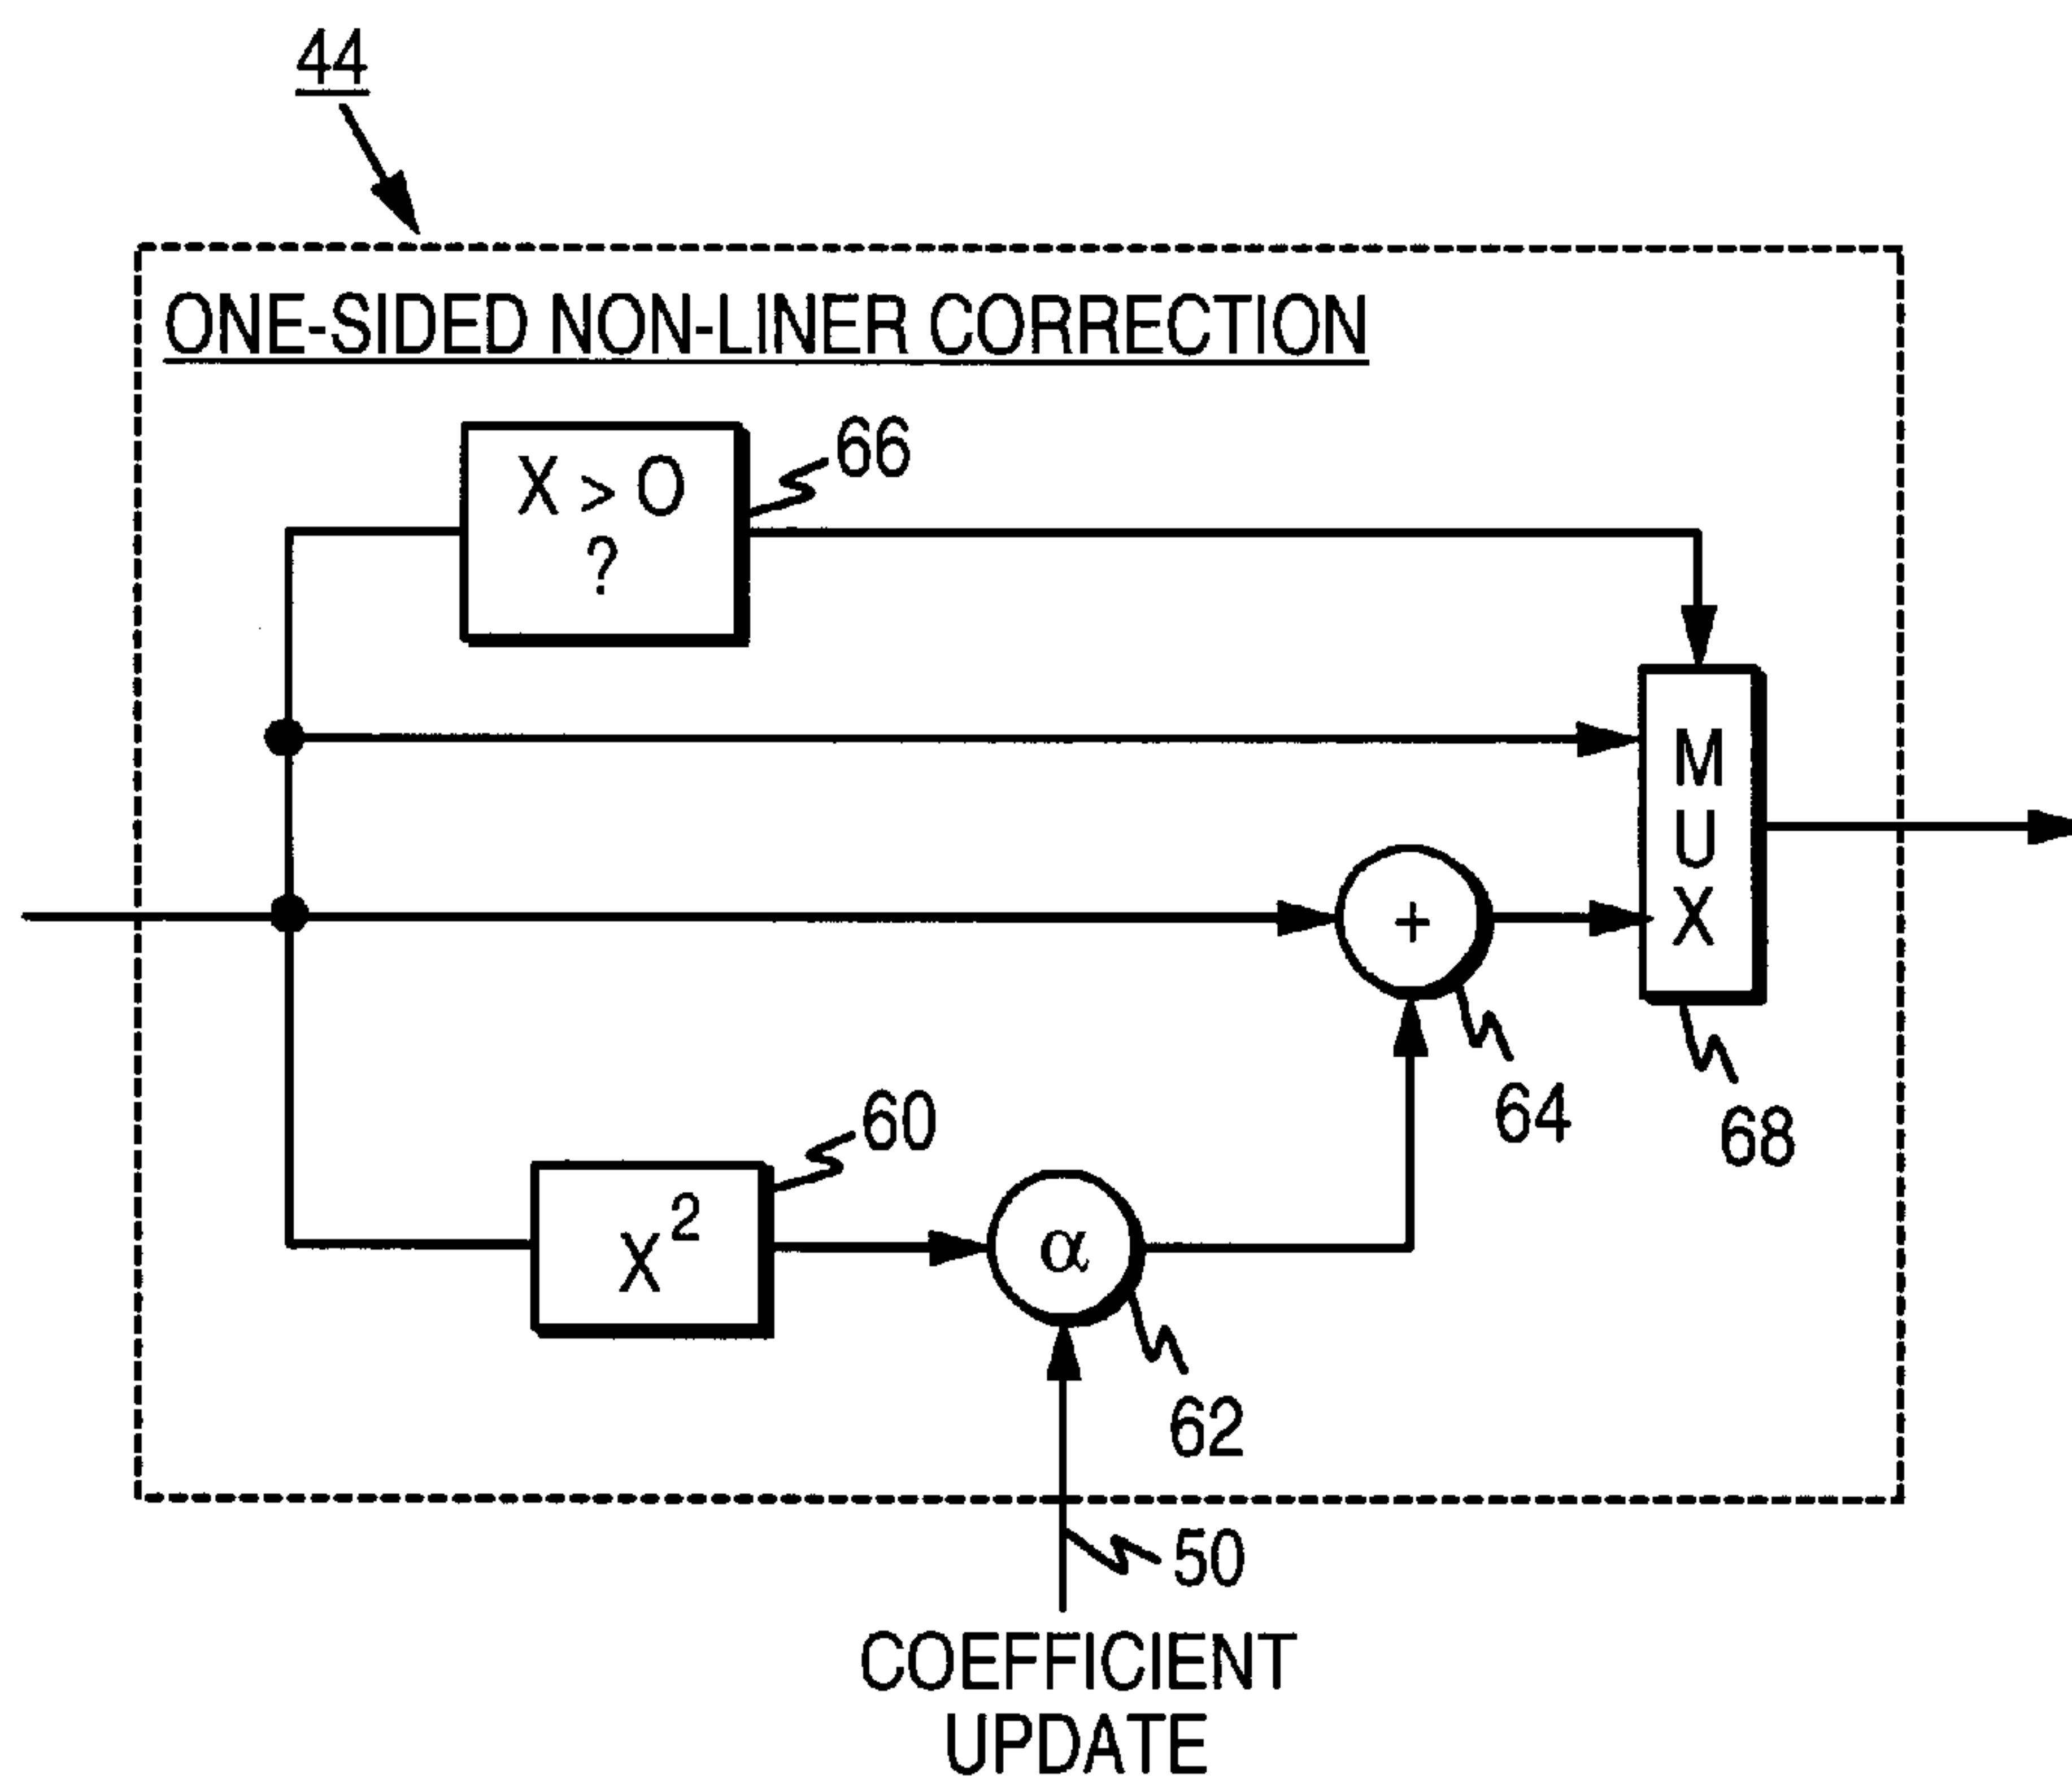 44
ONE-SIDED NON-LINER CORRECTION
66
X > O
?
M
U
X
+
64
68
60
X²
α
62
50
COEFFICIENT
UPDATE